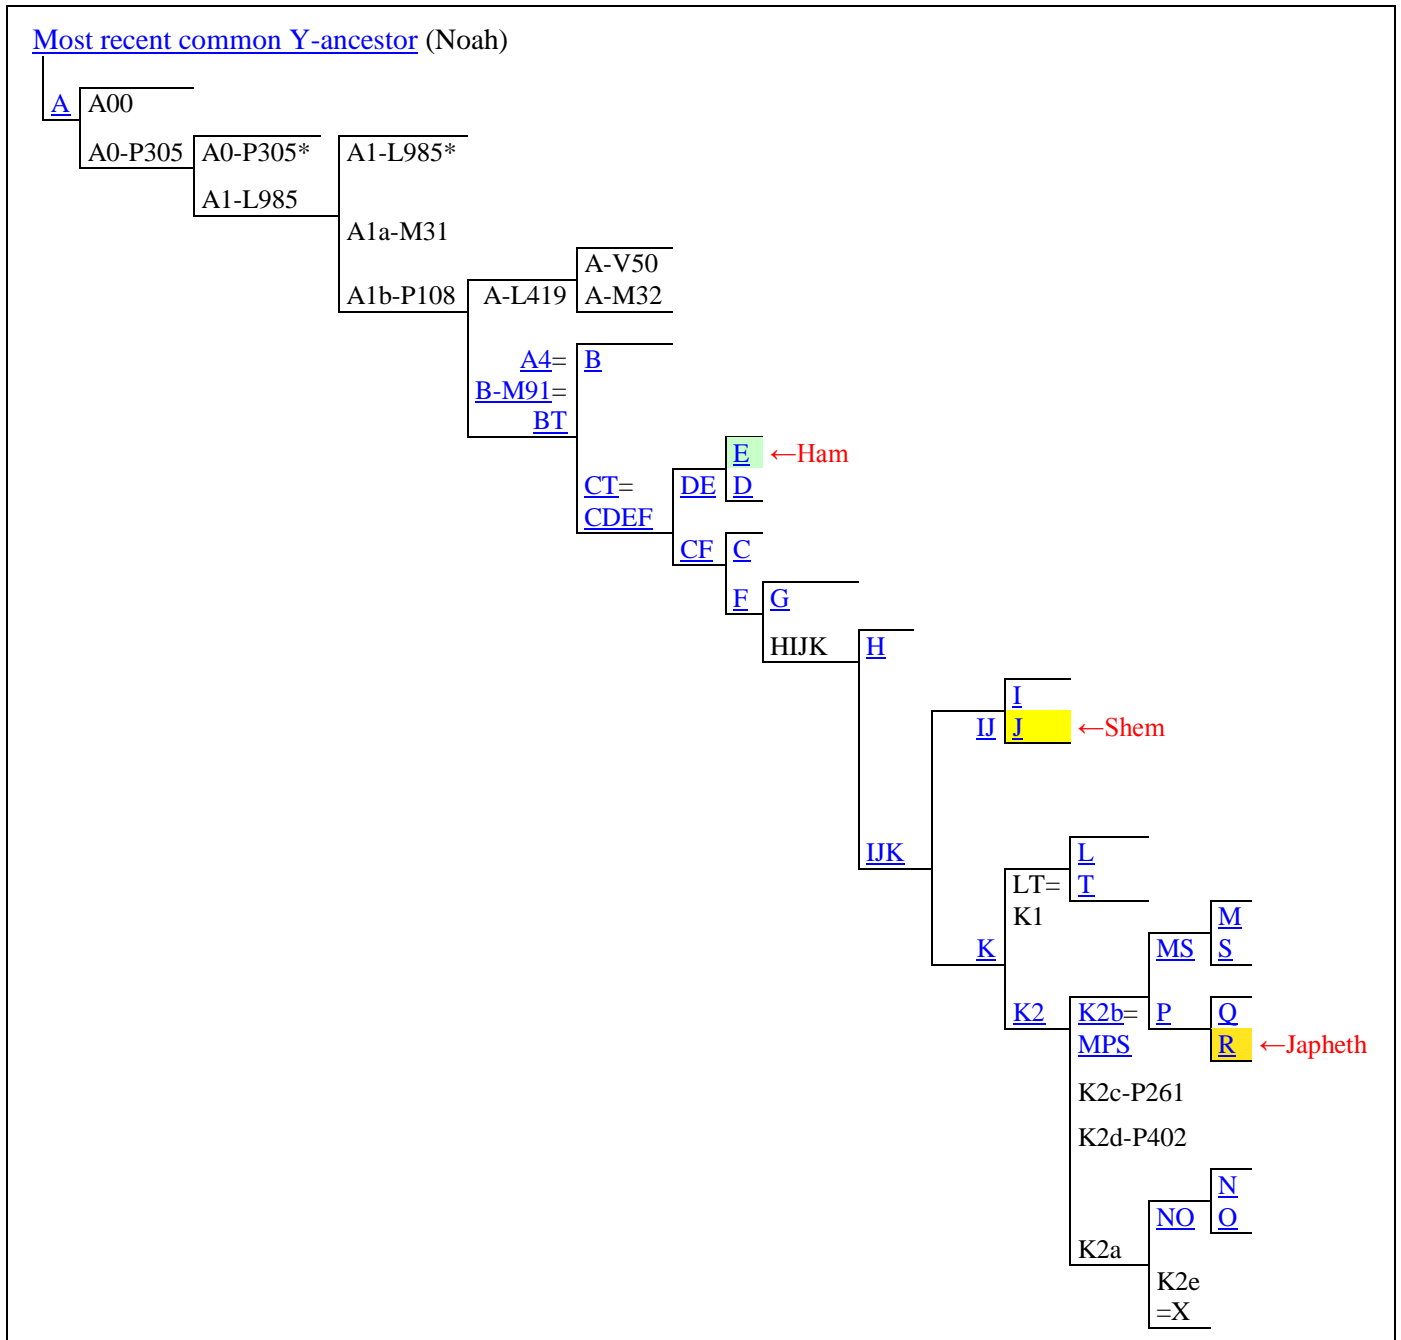 Most recent common Y-ancestor (Noah)
A A00
A0-P305 A0-P305* A1-L985*
A1-L985
A1a-M31
A-V50
A1b-P108 A-L419 A-M32
A4= B
B-M91=
BT
E ←Ham
CT= DE D
CDEF
CF C
F G
HIJK H
I
IJ J ←Shem
IJK L
LT= T
K1
M
K MS S
K2 K2b= P Q
MPS R ←Japheth
K2c-P261
K2d-P402
N
NO O
K2a
K2e
=X